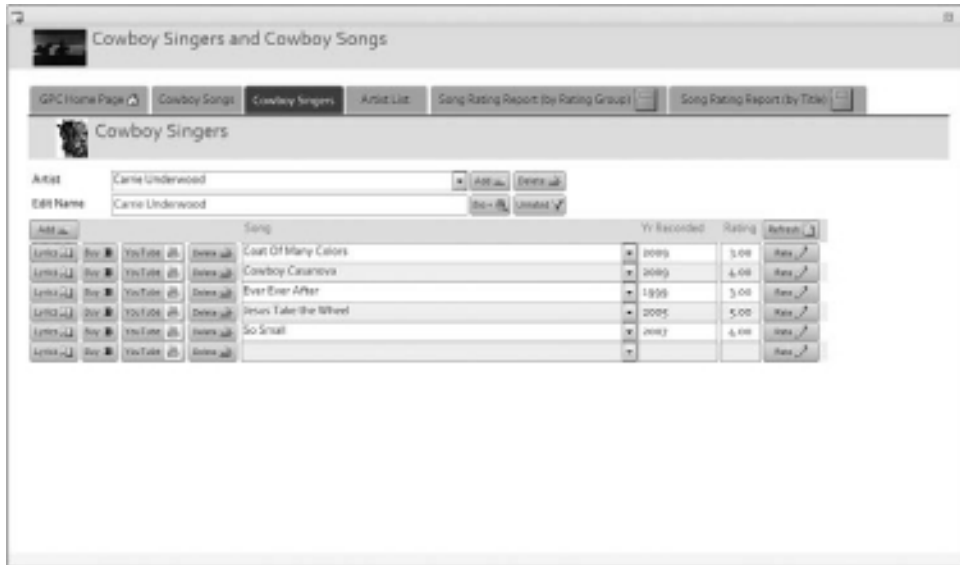 Cowboy Singers and Cowboy Songs
GPC Home Page Cowboy Songs Cowboy Singers Artist List Song Rating Report (by Rating Group) Song Rating Report (by Title)
Cowboy Singers
Artist Carrie Underwood Add Delete
Edit Name Carrie Underwood Bio Unrated
Add Song Yr Recorded Rating Refresh
Lyrics Buy YouTube Delete Coat Of Many Colors 2009 3.00 Rate
Lyrics Buy YouTube Delete Cowboy Casanova 2009 4.00 Rate
Lyrics Buy YouTube Delete Ever Ever After 1999 3.00 Rate
Lyrics Buy YouTube Delete Jesus Take the Wheel 2005 5.00 Rate
Lyrics Buy YouTube Delete So Small 2007 4.00 Rate
Lyrics Buy YouTube Delete Rate